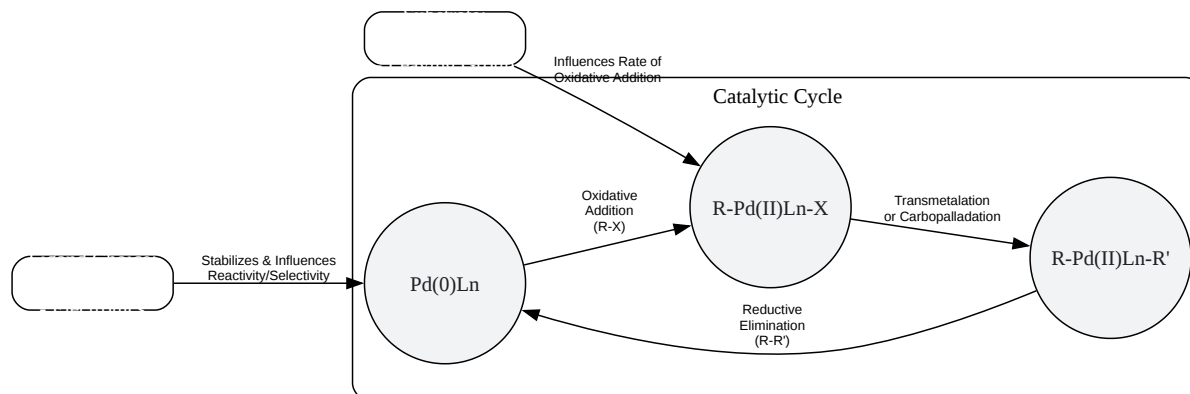 Influences Rate of
Oxidative Addition
Catalytic Cycle
Oxidative
Addition
(R-X)
R-Pd(II)Ln-X
Transmetalation
or Carbopalladation
R-Pd(II)Ln-R'
Stabilizes & Influences
Reactivity/Selectivity
Pd(0)Ln
Reductive
Elimination
(R-R')